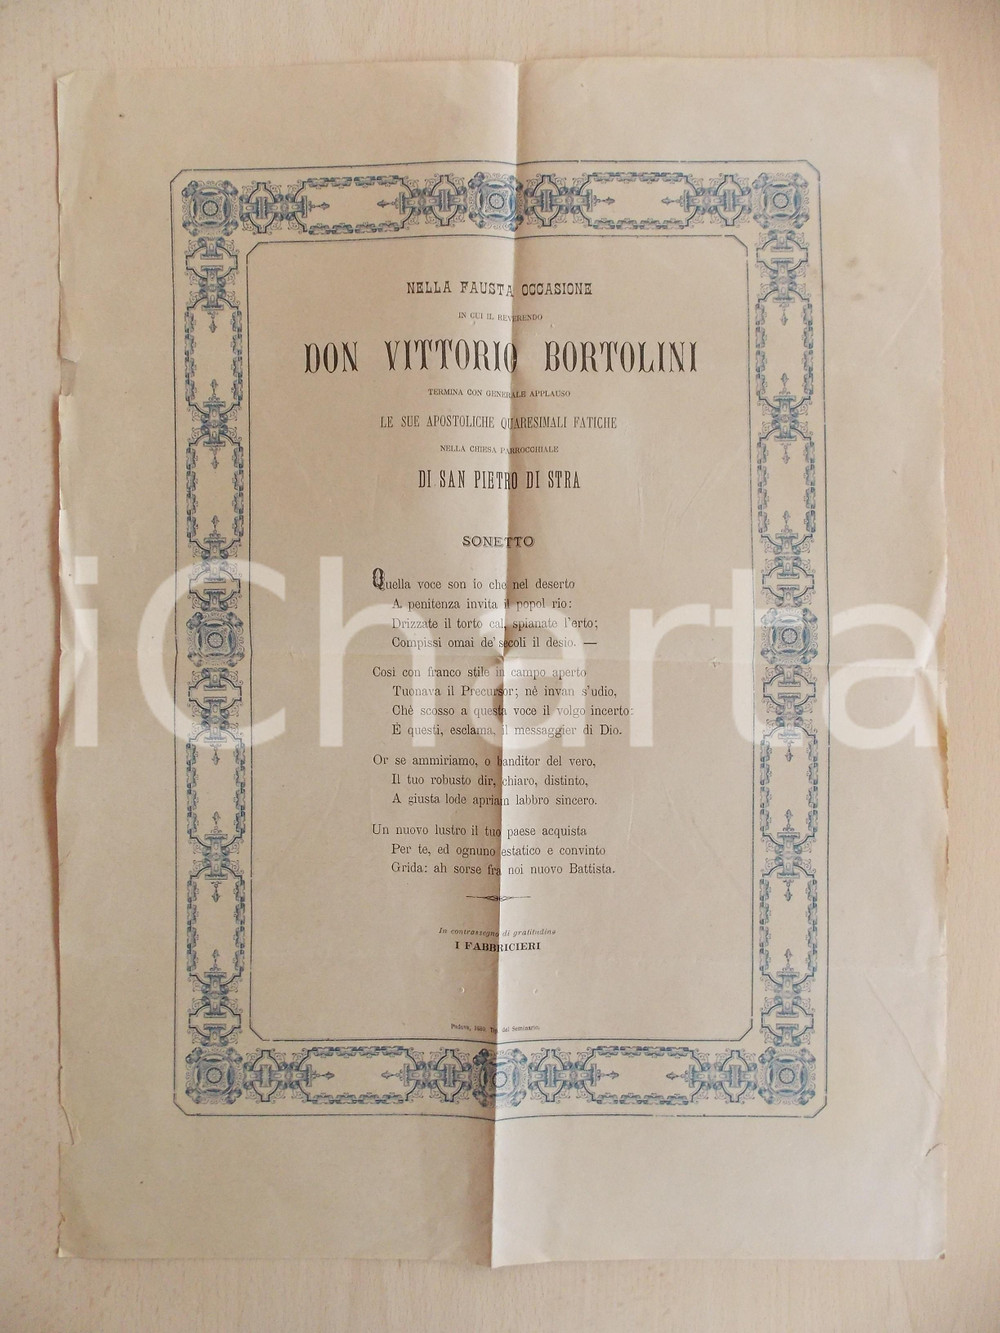 NELLA FAUSTA OCCASIONE
IN CUI IL REVERENDO
DON VITTORIO BORTOLINI
TERMINA CON GENERALE APPLAUSO
LE SUE APOSTOLICHE QUARESIMALI FATICHE
NELLA CHIESA PARROCCHIALE
DI SAN PIETRO DI STRA
SONETTO
Quella voce son io che nel deserto
A penitenza invita il popol rio:
Drizzate il torto cal, spianate l'erto;
Compissi omai de' secoli il desio. —
Così con franco stile in campo aperto
Tuonava il Precursor; nè invan s'udio,
Chè scosso a questa voce il volgo incerto:
È questi, esclama, il messaggier di Dio.
Or se ammiriamo, o banditor del vero,
Il tuo robusto dir, chiaro, distinto,
A giusta lode apriam labbro sincero.
Un nuovo lustro il tuo paese acquista
Per te, ed ognuno estatico e convinto
Grida: ah sorse fra noi nuovo Battista.
In contrassegno di gratitudine
I FABBRICIERI
Padova, Tip. del Seminario.
iCharta